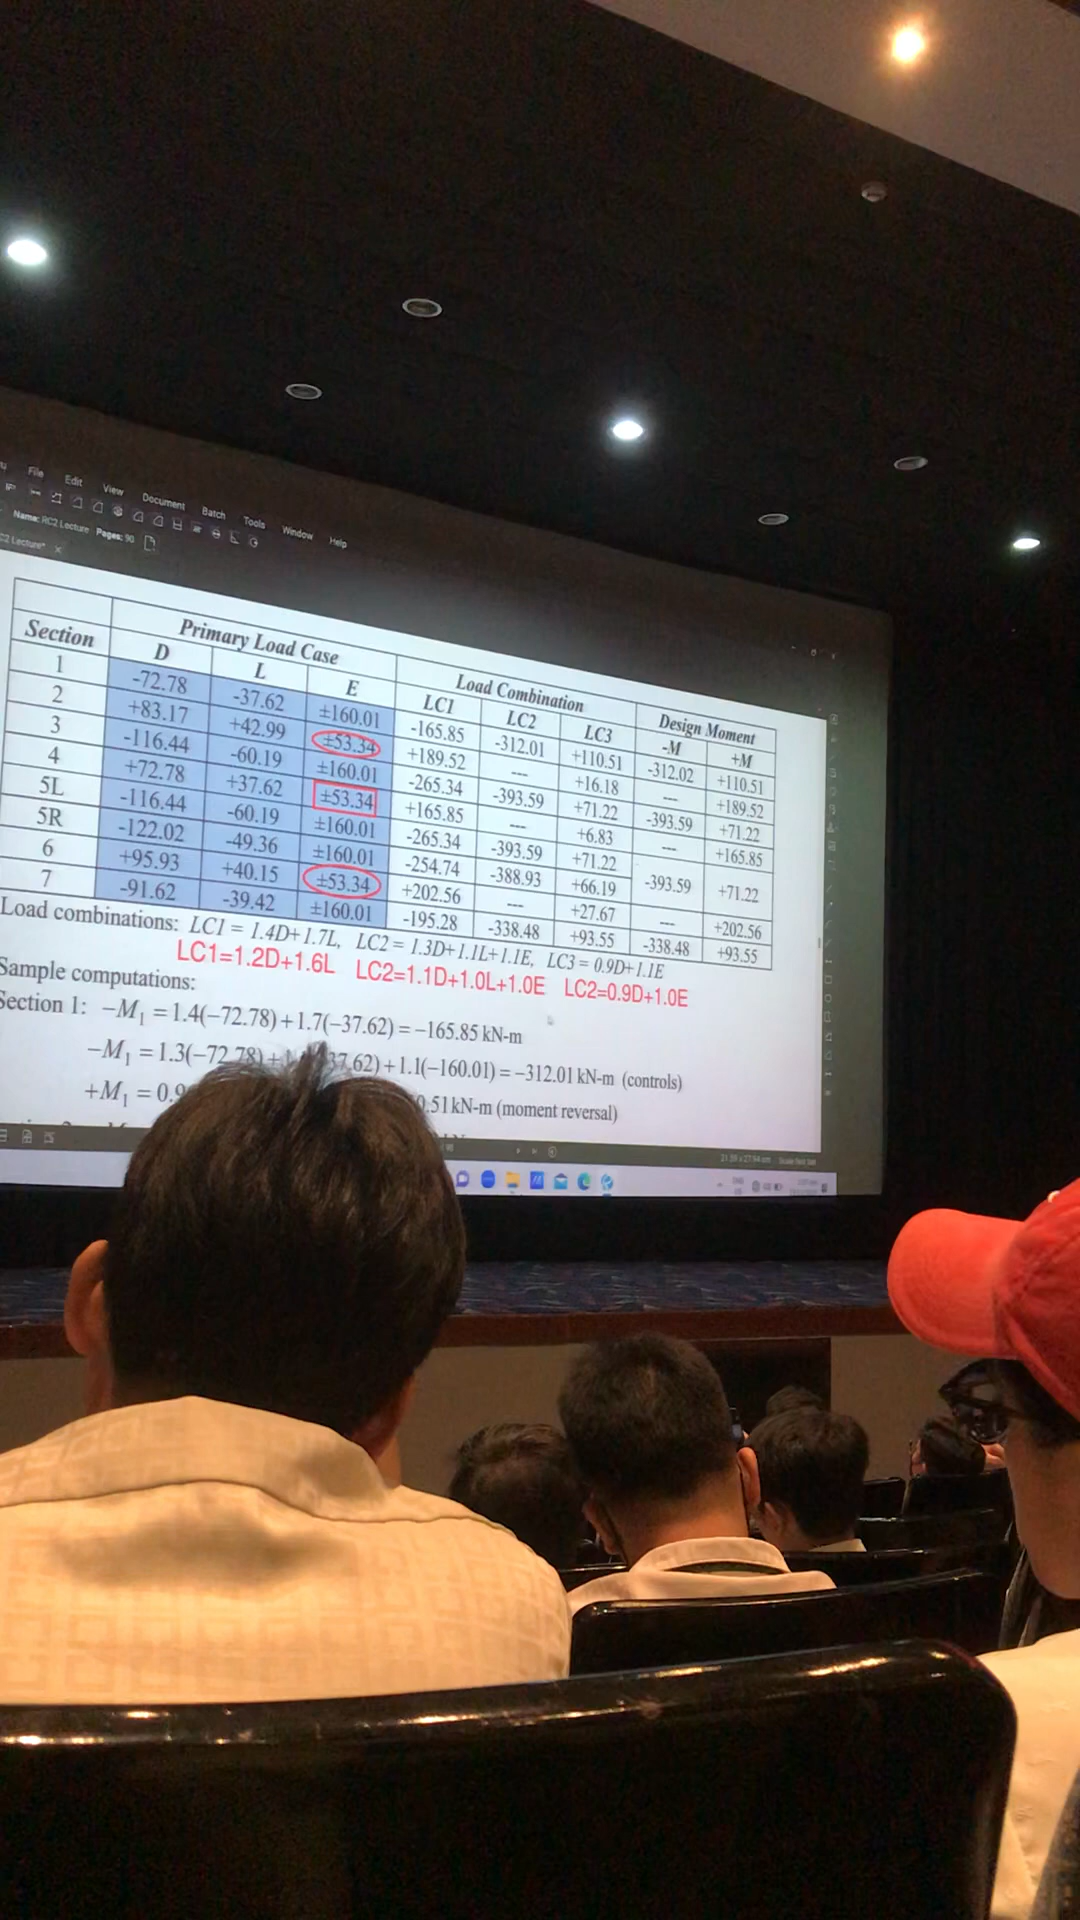 File Edit View Document Batch Tools Window Help
Name: RC2 Lecture Pages: 90
C2 Lecture* ×
Section Primary Load Case Load Combination Design Moment
D L E LC1 LC2 LC3 -M +M
1 -72.78 -37.62 ±160.01 -165.85 -312.01 +110.51 -312.02 +110.51
2 +83.17 +42.99 ±53.34 +189.52 --- +16.18 --- +189.52
3 -116.44 -60.19 ±160.01 -265.34 -393.59 +71.22 -393.59 +71.22
4 +72.78 +37.62 ±53.34 +165.85 --- +6.83 --- +165.85
5L -116.44 -60.19 ±160.01 -265.34 -393.59 +71.22 -393.59 +71.22
5R -122.02 -49.36 ±160.01 -254.74 -388.93 +66.19
6 +95.93 +40.15 ±53.34 +202.56 --- +27.67 --- +202.56
7 -91.62 -39.42 ±160.01 -195.28 -338.48 +93.55 -338.48 +93.55
Load combinations: LC1 = 1.4D+1.7L, LC2 = 1.3D+1.1L+1.1E, LC3 = 0.9D+1.1E
LC1=1.2D+1.6L LC2=1.1D+1.0L+1.0E LC2=0.9D+1.0E
Sample computations:
Section 1: −M₁ = 1.4(−72.78)+1.7(−37.62) = −165.85 kN-m
−M₁ = 1.3(−72.78)+ 37.62)+1.1(−160.01) = −312.01 kN-m (controls)
+M₁ = 0.9 0.51kN-m (moment reversal)